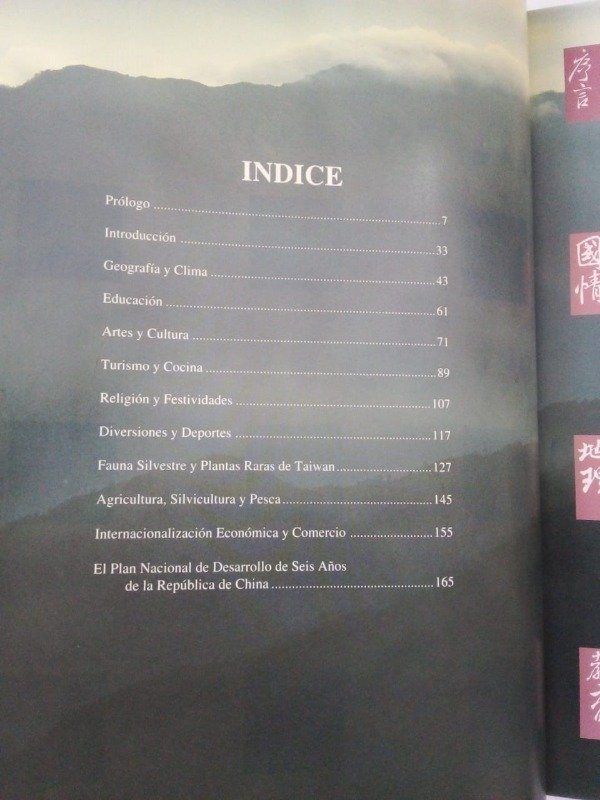 INDICE
Prólogo 7
Introducción 33
Geografía y Clima 43
Educación 61
Artes y Cultura 71
Turismo y Cocina 89
Religión y Festividades 107
Diversiones y Deportes 117
Fauna Silvestre y Plantas Raras de Taiwan 127
Agricultura, Silvicultura y Pesca 145
Internacionalización Económica y Comercio 155
El Plan Nacional de Desarrollo de Seis Años
de la República de China 165
序言
國情
地理